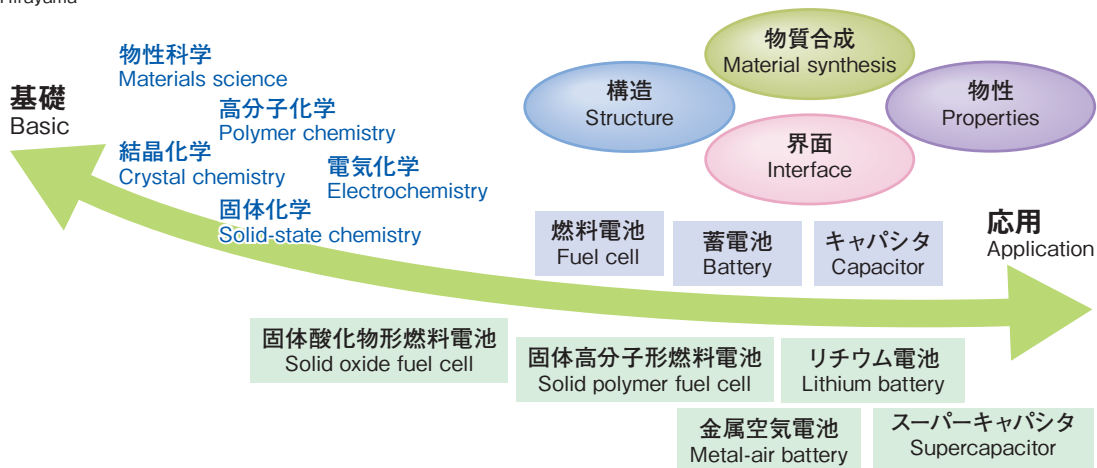 Hirayama
基礎
Basic
物性科学
Materials science
高分子化学
Polymer chemistry
結晶化学
Crystal chemistry
電気化学
Electrochemistry
固体化学
Solid-state chemistry
物質合成
Material synthesis
構造
Structure
物性
Properties
界面
Interface
燃料電池
Fuel cell
蓄電池
Battery
キャパシタ
Capacitor
応用
Application
固体酸化物形燃料電池
Solid oxide fuel cell
固体高分子形燃料電池
Solid polymer fuel cell
リチウム電池
Lithium battery
金属空気電池
Metal-air battery
スーパーキャパシタ
Supercapacitor